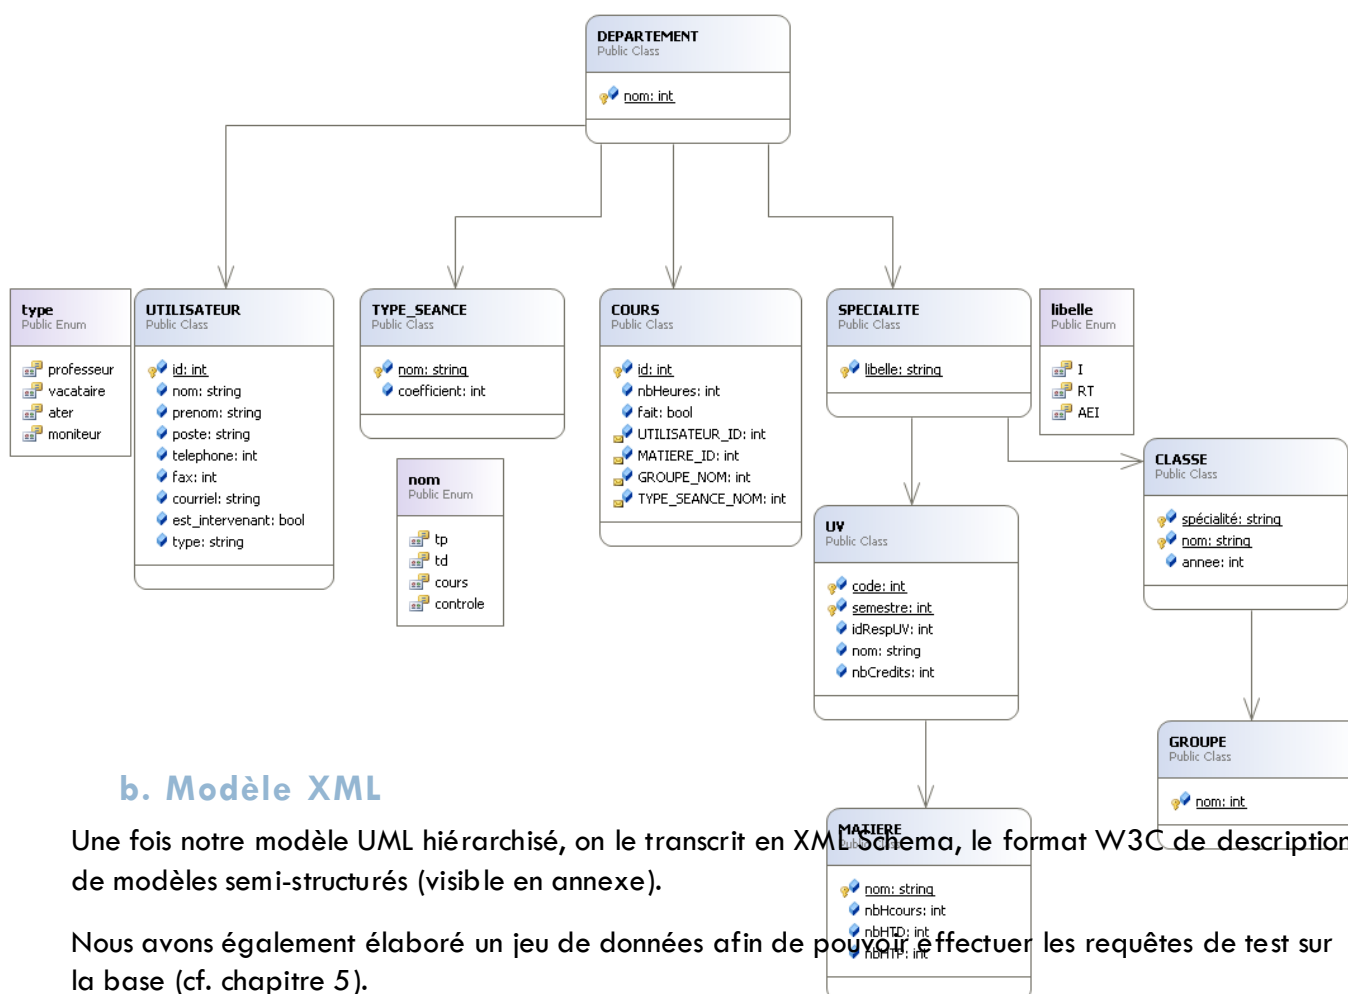 DEPARTEMENT
Public Class
nom: int
type
Public Enum
professeur
vacataire
ater
moniteur
UTILISATEUR
Public Class
id: int
nom: string
prenom: string
poste: string
telephone: int
fax: int
courriel: string
est_intervenant: bool
type: string
TYPE_SEANCE
Public Class
nom: string
coefficient: int
nom
Public Enum
tp
td
cours
controle
COURS
Public Class
id: int
nbHeures: int
fait: bool
UTILISATEUR_ID: int
MATIERE_ID: int
GROUPE_NOM: int
TYPE_SEANCE_NOM: int
SPECIALITE
Public Class
libelle: string
libelle
Public Enum
I
RT
AEI
CLASSE
Public Class
spécialité: string
nom: string
annee: int
UV
Public Class
code: int
semestre: int
idRespUV: int
nom: string
nbCredits: int
GROUPE
Public Class
nom: int
MATIERE
Public Class
nom: string
nbHcours: int
nbHTD: int
nbHTP: int
b. Modèle XML
Une fois notre modèle UML hiérarchisé, on le transcrit en XML Schema, le format W3C de description
de modèles semi-structurés (visible en annexe).
Nous avons également élaboré un jeu de données afin de pouvoir effectuer les requêtes de test sur
la base (cf. chapitre 5).